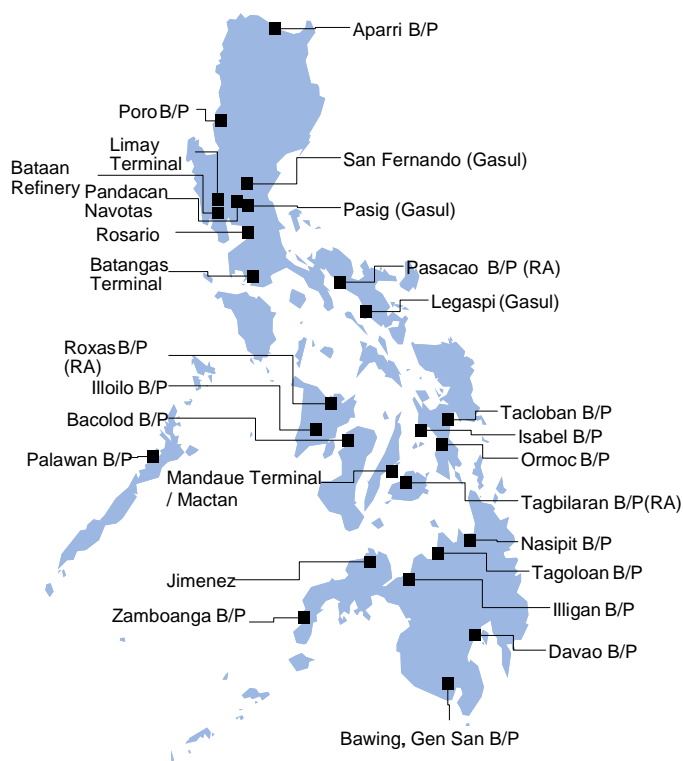 Aparri B/P
Poro B/P
Limay
Terminal
San Fernando (Gasul)
Bataan
Refinery
Pandacan
Navotas
Pasig (Gasul)
Rosario
Batangas
Terminal
Pasacao B/P (RA)
Legaspi (Gasul)
Roxas B/P
(RA)
Illoilo B/P
Bacolod B/P
Tacloban B/P
Isabel B/P
Palawan B/P
Ormoc B/P
Mandaue Terminal
/ Mactan
Tagbilaran B/P(RA)
Nasipit B/P
Jimenez
Tagoloan B/P
Zamboanga B/P
Illigan B/P
Davao B/P
Bawing, Gen San B/P